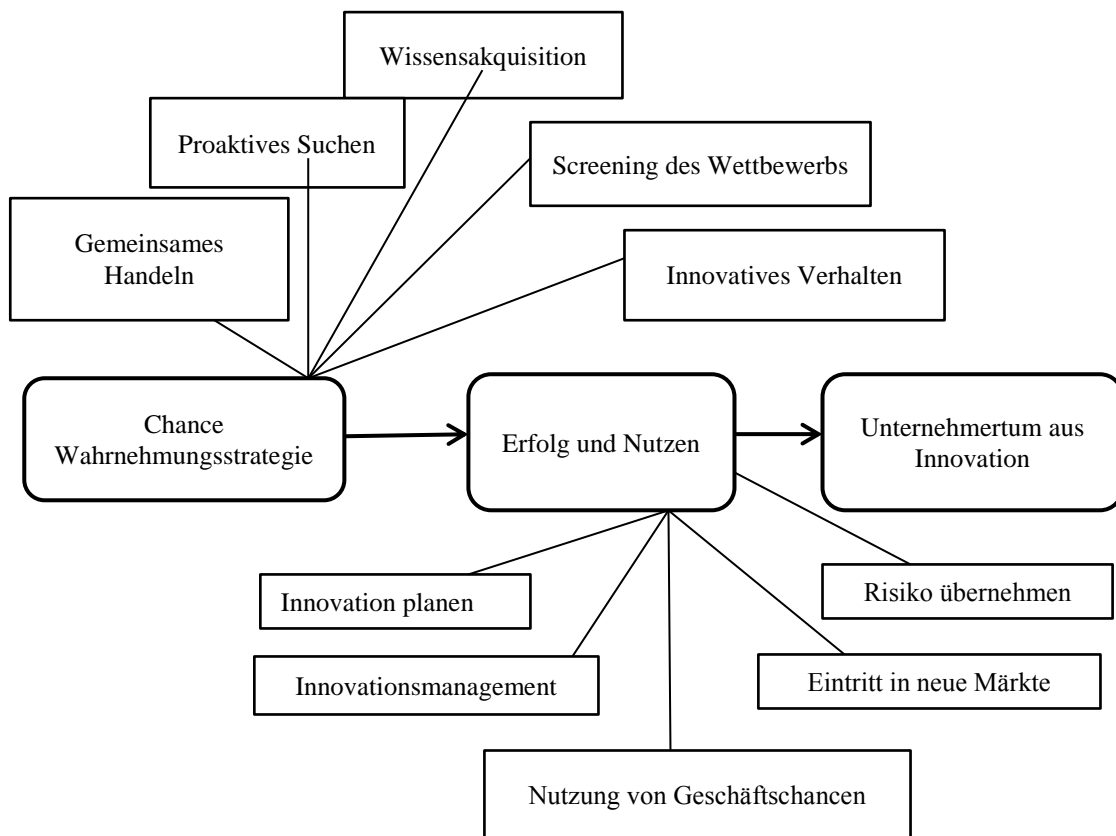 Wissensakquisition
Proaktives Suchen
Screening des Wettbewerbs
Gemeinsames
Handeln
Innovatives Verhalten
Chance
Wahrnehmungsstrategie
Erfolg und Nutzen
Unternehmertum aus
Innovation
Innovation planen
Risiko übernehmen
Innovationsmanagement
Eintritt in neue Märkte
Nutzung von Geschäftschancen